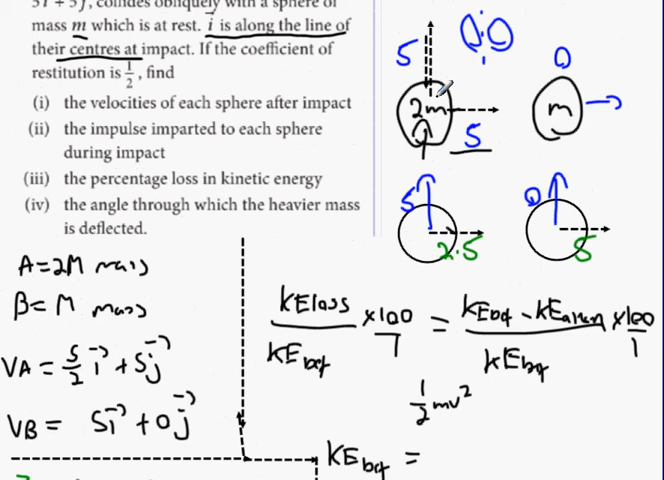 5i + 5j, collides obliquely with a sphere of
mass m which is at rest. i is along the line of
their centres at impact. If the coefficient of
restitution is 1/2, find
(i) the velocities of each sphere after impact
(ii) the impulse imparted to each sphere
during impact
(iii) the percentage loss in kinetic energy
(iv) the angle through which the heavier mass
is deflected.
5
0
2m
m
5
5
0
2.5
5
A = 2M mass
B = M mass
VA = 5/2 i + 5j
VB = 5i + 0j
KEloss / KEbef × 100/1 = KEbef - KEafter / KEbef × 100/1
1/2 mv²
KEbef =